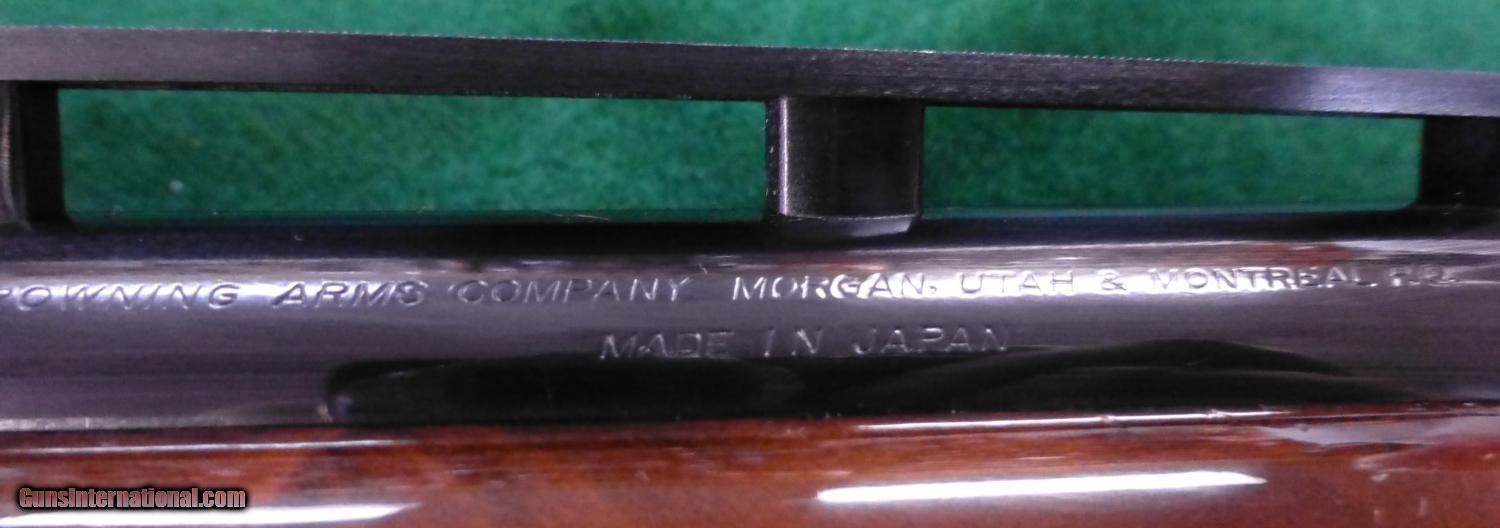 ROWNING ARMS COMPANY MORGAN, UTAH & MONTREAL P.Q.
MADE IN JAPAN
GunsInternational.com